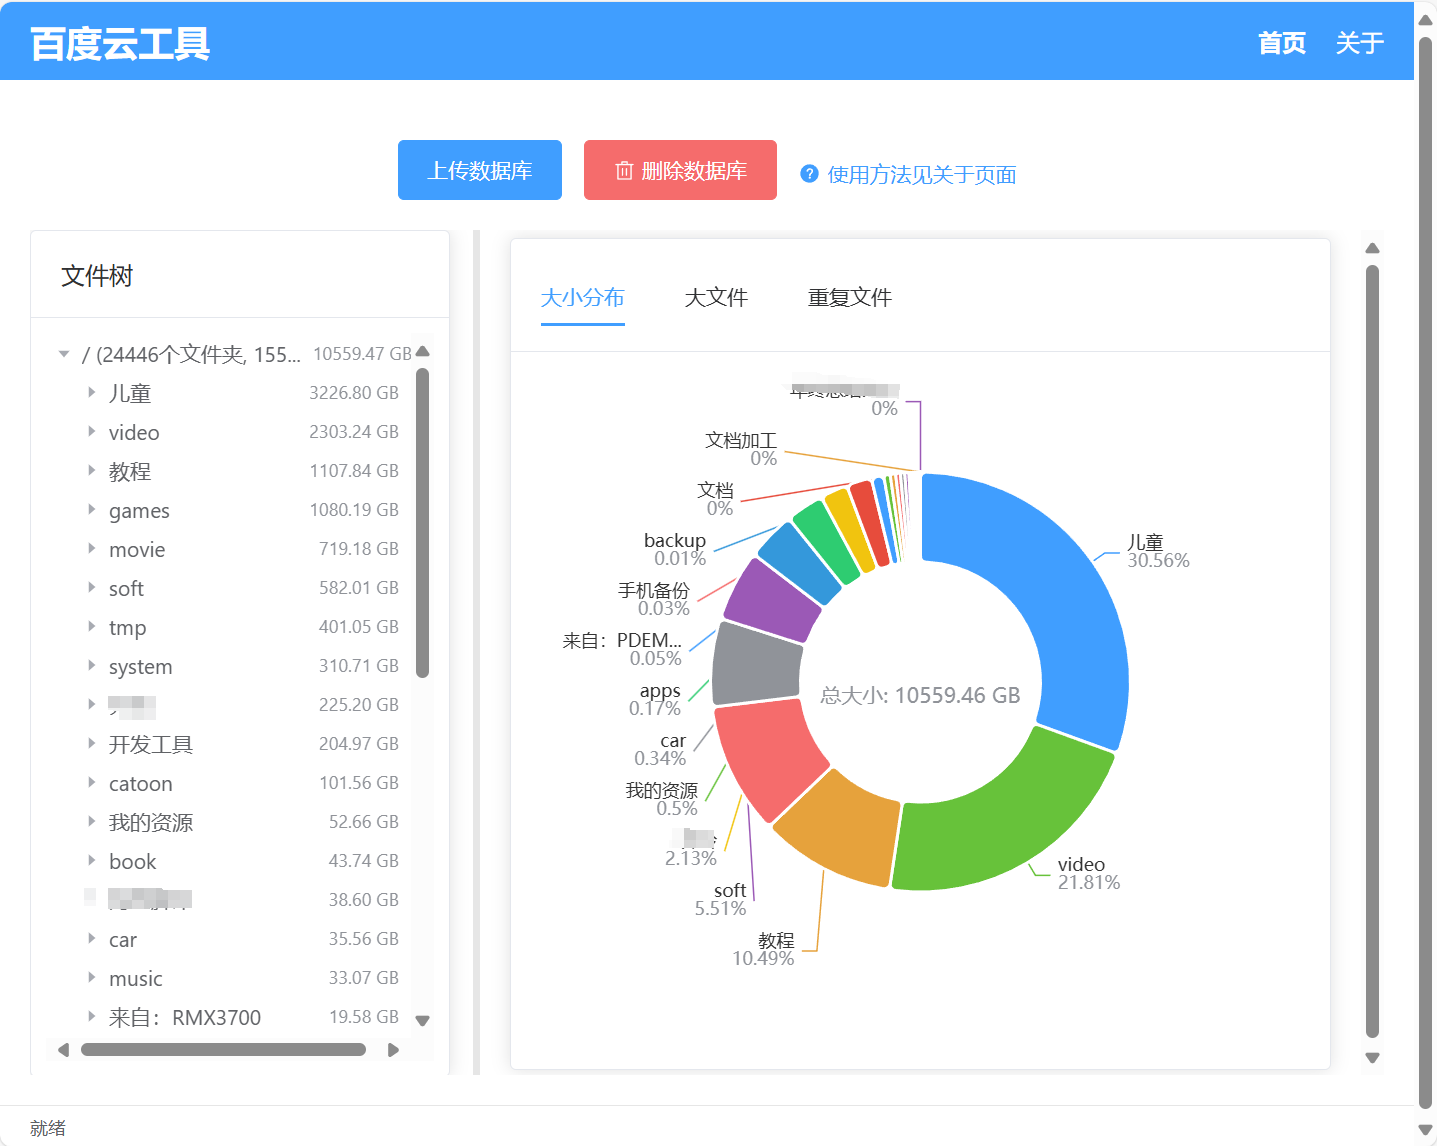 百度云工具
首页 关于
上传数据库 删除数据库 ? 使用方法见关于页面
文件树
/ (24446个文件夹, 155... 10559.47 GB
儿童 3226.80 GB
video 2303.24 GB
教程 1107.84 GB
games 1080.19 GB
movie 719.18 GB
soft 582.01 GB
tmp 401.05 GB
system 310.71 GB
225.20 GB
开发工具 204.97 GB
catoon 101.56 GB
我的资源 52.66 GB
book 43.74 GB
38.60 GB
car 35.56 GB
music 33.07 GB
来自：RMX3700 19.58 GB
大小分布 大文件 重复文件
0%
文档加工
0%
文档
0%
backup
0.01%
手机备份
0.03%
来自：PDEM...
0.05%
apps
0.17%
car
0.34%
我的资源
0.5%
2.13%
soft
5.51%
教程
10.49%
儿童
30.56%
video
21.81%
总大小: 10559.46 GB
就绪